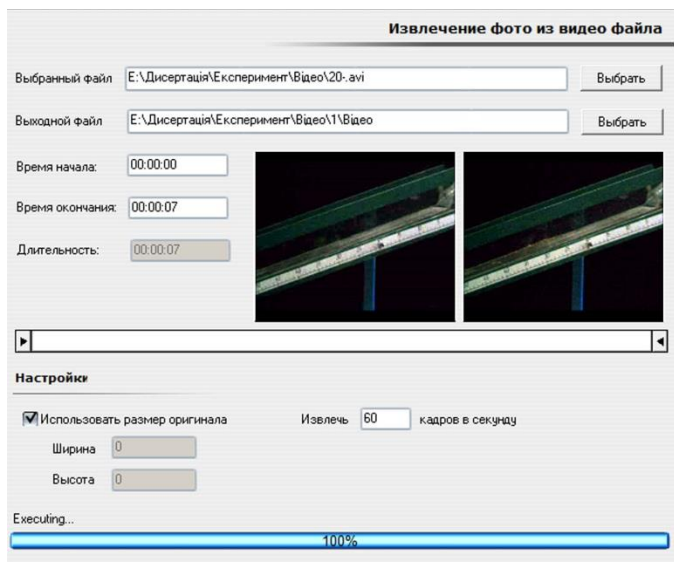 Извлечение фото из видео файла
Выбранный файл E:\Дисертація\Експеримент\Відео\20-.avi Выбрать
Выходной файл E:\Дисертація\Експеримент\Відео\1\Відео Выбрать
Время начала: 00:00:00
Время окончания: 00:00:07
Длительность: 00:00:07
Настройки
Использовать размер оригинала Извлечь 60 кадров в секунду
Ширина 0
Высота 0
Executing...
100%